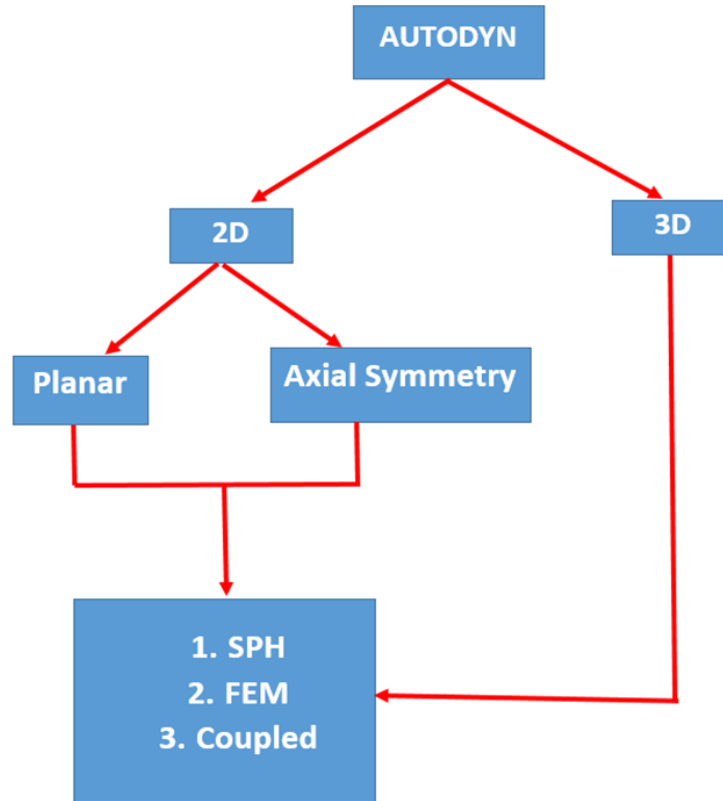 AUTODYN
2D
3D
Planar
Axial Symmetry
1. SPH
2. FEM
3. Coupled